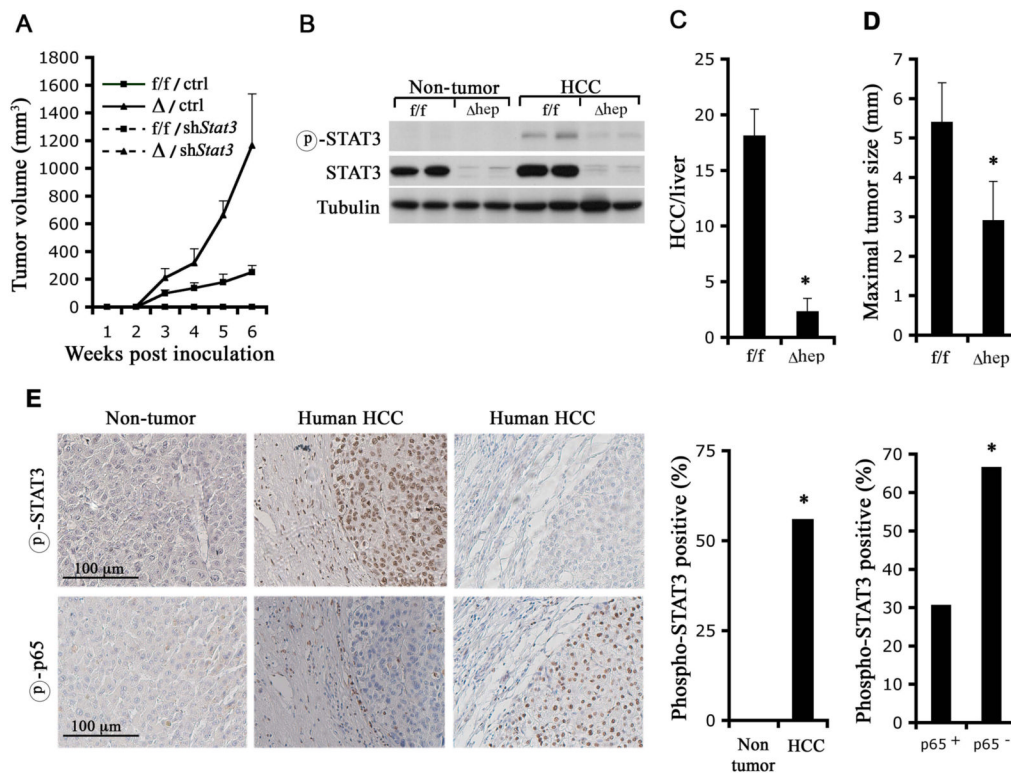 A
1800
1600
1400
1200
1000
800
600
400
200
0
Tumor volume (mm³)
f/f/ctrl
Δ/ctrl
f/f/shStat3
Δ/shStat3
1 2 3 4 5 6
Weeks post inoculation
B
Non-tumor HCC
f/f Δhep f/f Δhep
p-STAT3
STAT3
Tubulin
C
25
20
15
10
5
0
HCC/liver
*
f/f Δhep
D
7
6
5
4
3
2
1
0
Maximal tumor size (mm)
*
f/f Δhep
E
Non-tumor Human HCC Human HCC
p-STAT3
100 µm
p-p65
100 µm
75
50
25
0
Phospho-STAT3 positive (%)
*
Non tumor HCC
70
60
50
40
30
20
10
0
Phospho-STAT3 positive (%)
*
p65 + p65 -